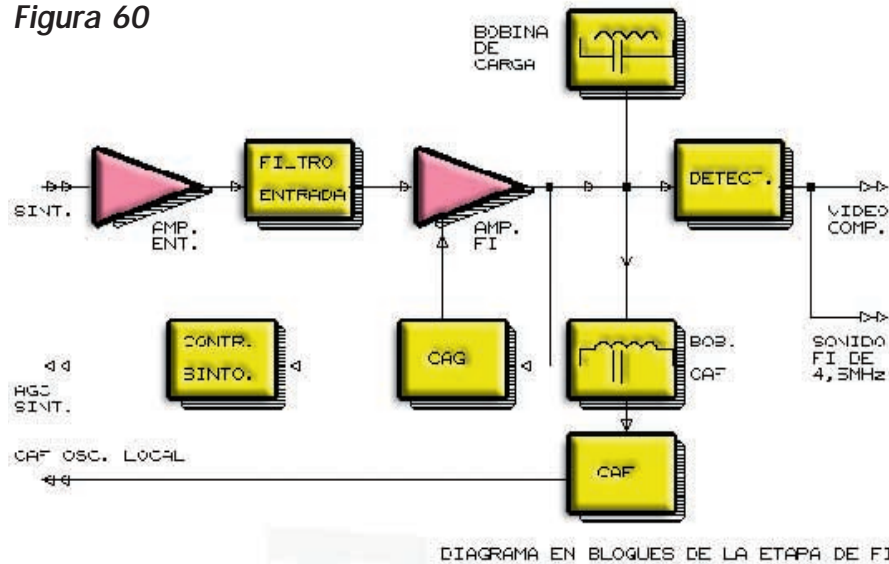 Figura 60
BOBINA
DE
CARGA
FILTRO
ENTRADA
DETECT.
SINT.
AMP.
ENT.
AMP.
FI
VIDEO
COMP.
CONTR.
SINTO.
CAG
BOB.
CAF
SONIDO
FI DE
4,5MHz
AGC
SINT.
CAF OSC. LOCAL
CAF
DIAGRAMA EN BLOQUES DE LA ETAPA DE FI